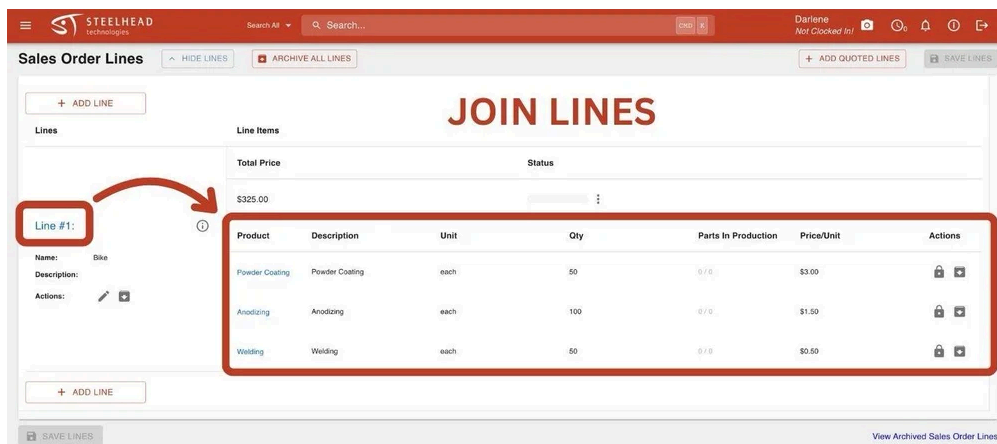 STEELHEAD
technologies
Search All
Search...
CMD K
Darlene
Not Clocked In!
0
Sales Order Lines
HIDE LINES
ARCHIVE ALL LINES
+ ADD QUOTED LINES
SAVE LINES
+ ADD LINE
JOIN LINES
Lines
Line Items
Total Price
Status
$325.00
Line #1:
Product Description Unit Qty Parts In Production Price/Unit Actions
Name: Bike
Powder Coating Powder Coating each 50 0 / 0 $3.00
Description:
Actions:
Anodizing Anodizing each 100 0 / 0 $1.50
Welding Welding each 50 0 / 0 $0.50
+ ADD LINE
SAVE LINES
View Archived Sales Order Lines